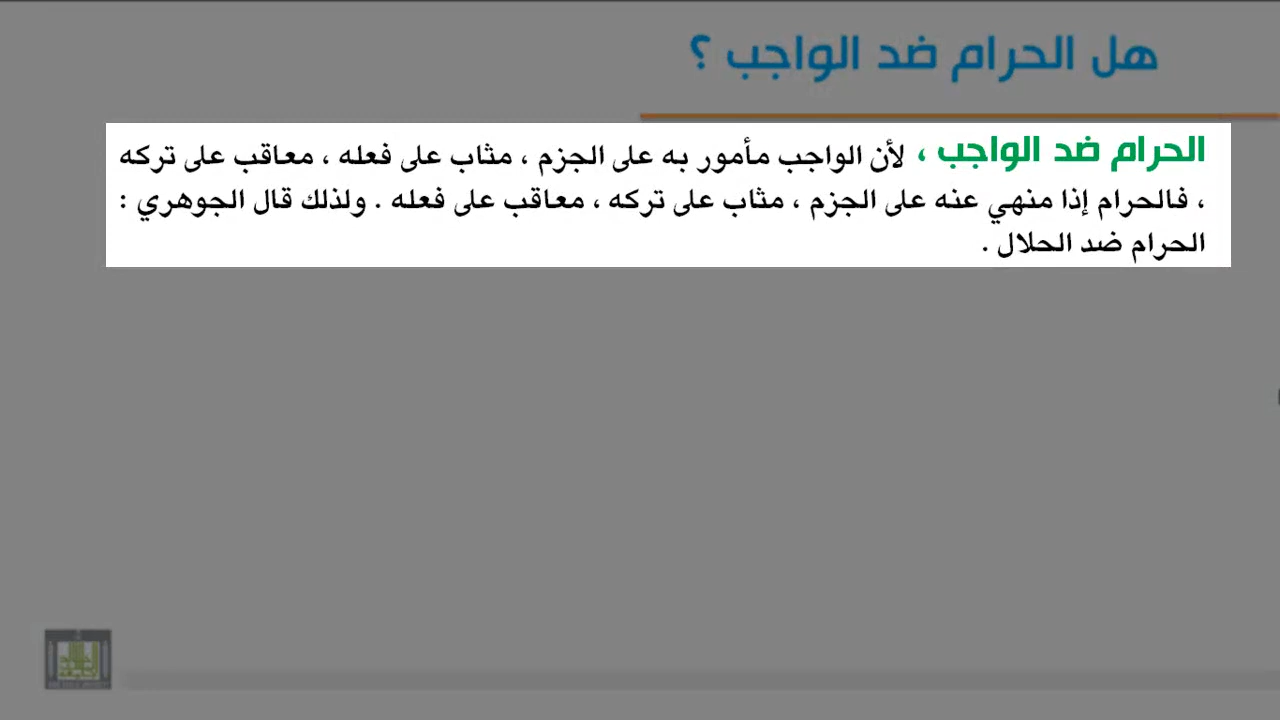 هل الحرام ضد الواجب ؟
الحرام ضد الواجب ، لأن الواجب مأمور به على الجزم ، مثاب على فعله ، معاقب على تركه
، فالحرام إذا منهي عنه على الجزم ، مثاب على تركه ، معاقب على فعله . ولذلك قال الجوهري :
الحرام ضد الحلال .